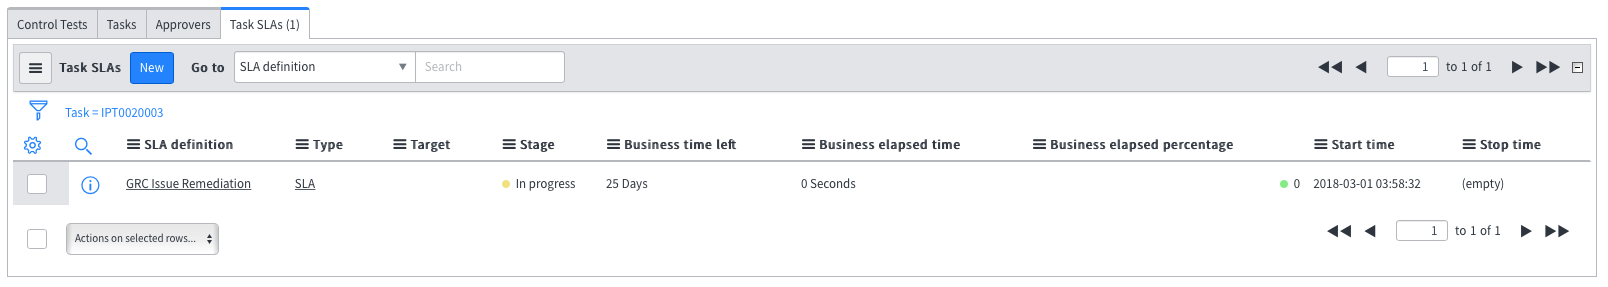 Control Tests Tasks Approvers Task SLAs (1)
Task SLAs New Go to SLA definition Search 1 to 1 of 1
Task = IPT0020003
SLA definition Type Target Stage Business time left Business elapsed time Business elapsed percentage Start time Stop time
GRC Issue Remediation SLA In progress 25 Days 0 Seconds 0 2018-03-01 03:58:32 (empty)
Actions on selected rows... 1 to 1 of 1